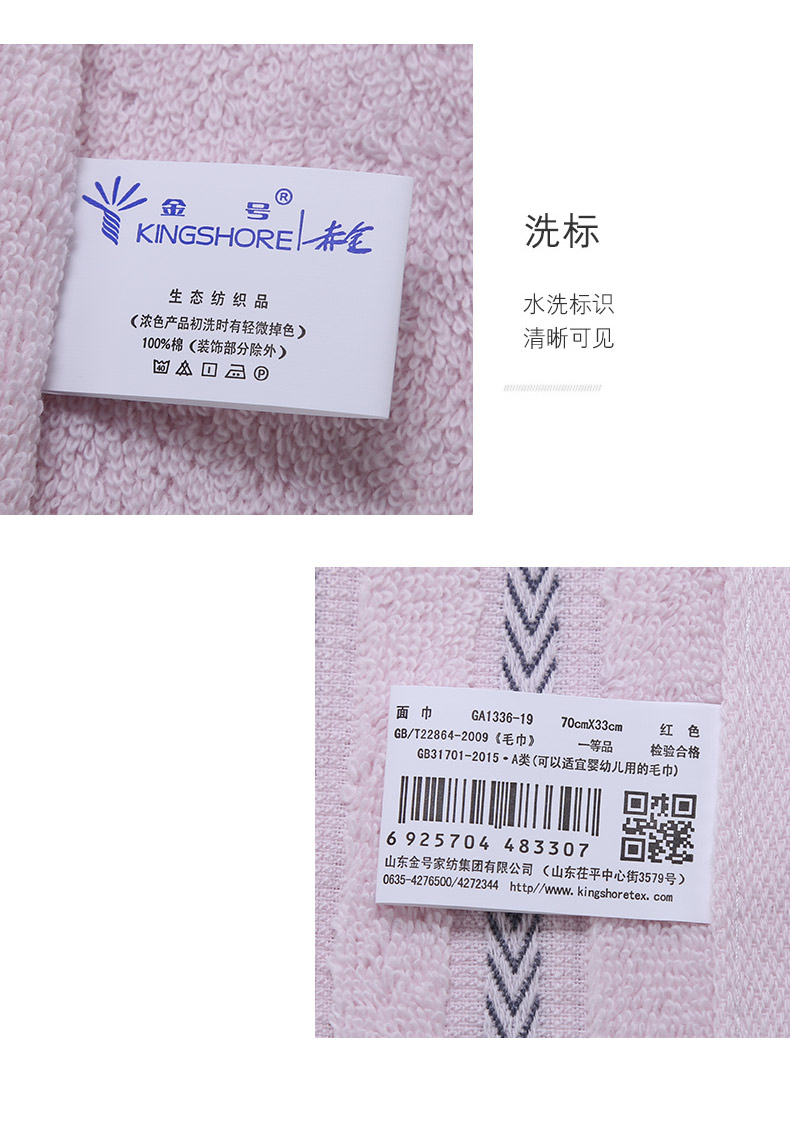 金 号®
KINGSHORE 赤金
生态纺织品
(浓色产品初洗时有轻微掉色)
100%棉(装饰部分除外)
40 P
洗标
水洗标识
清晰可见
面 巾 GA1336-19 70cmX33cm 红 色
GB/T22864-2009《毛巾》 一等品 检验合格
GB31701-2015·A类(可以适宜婴幼儿用的毛巾)
6 925704 483307
山东金号家纺集团有限公司 (山东茌平中心街3579号)
0635-4276500/4272344 http//www.kingshoretex.com